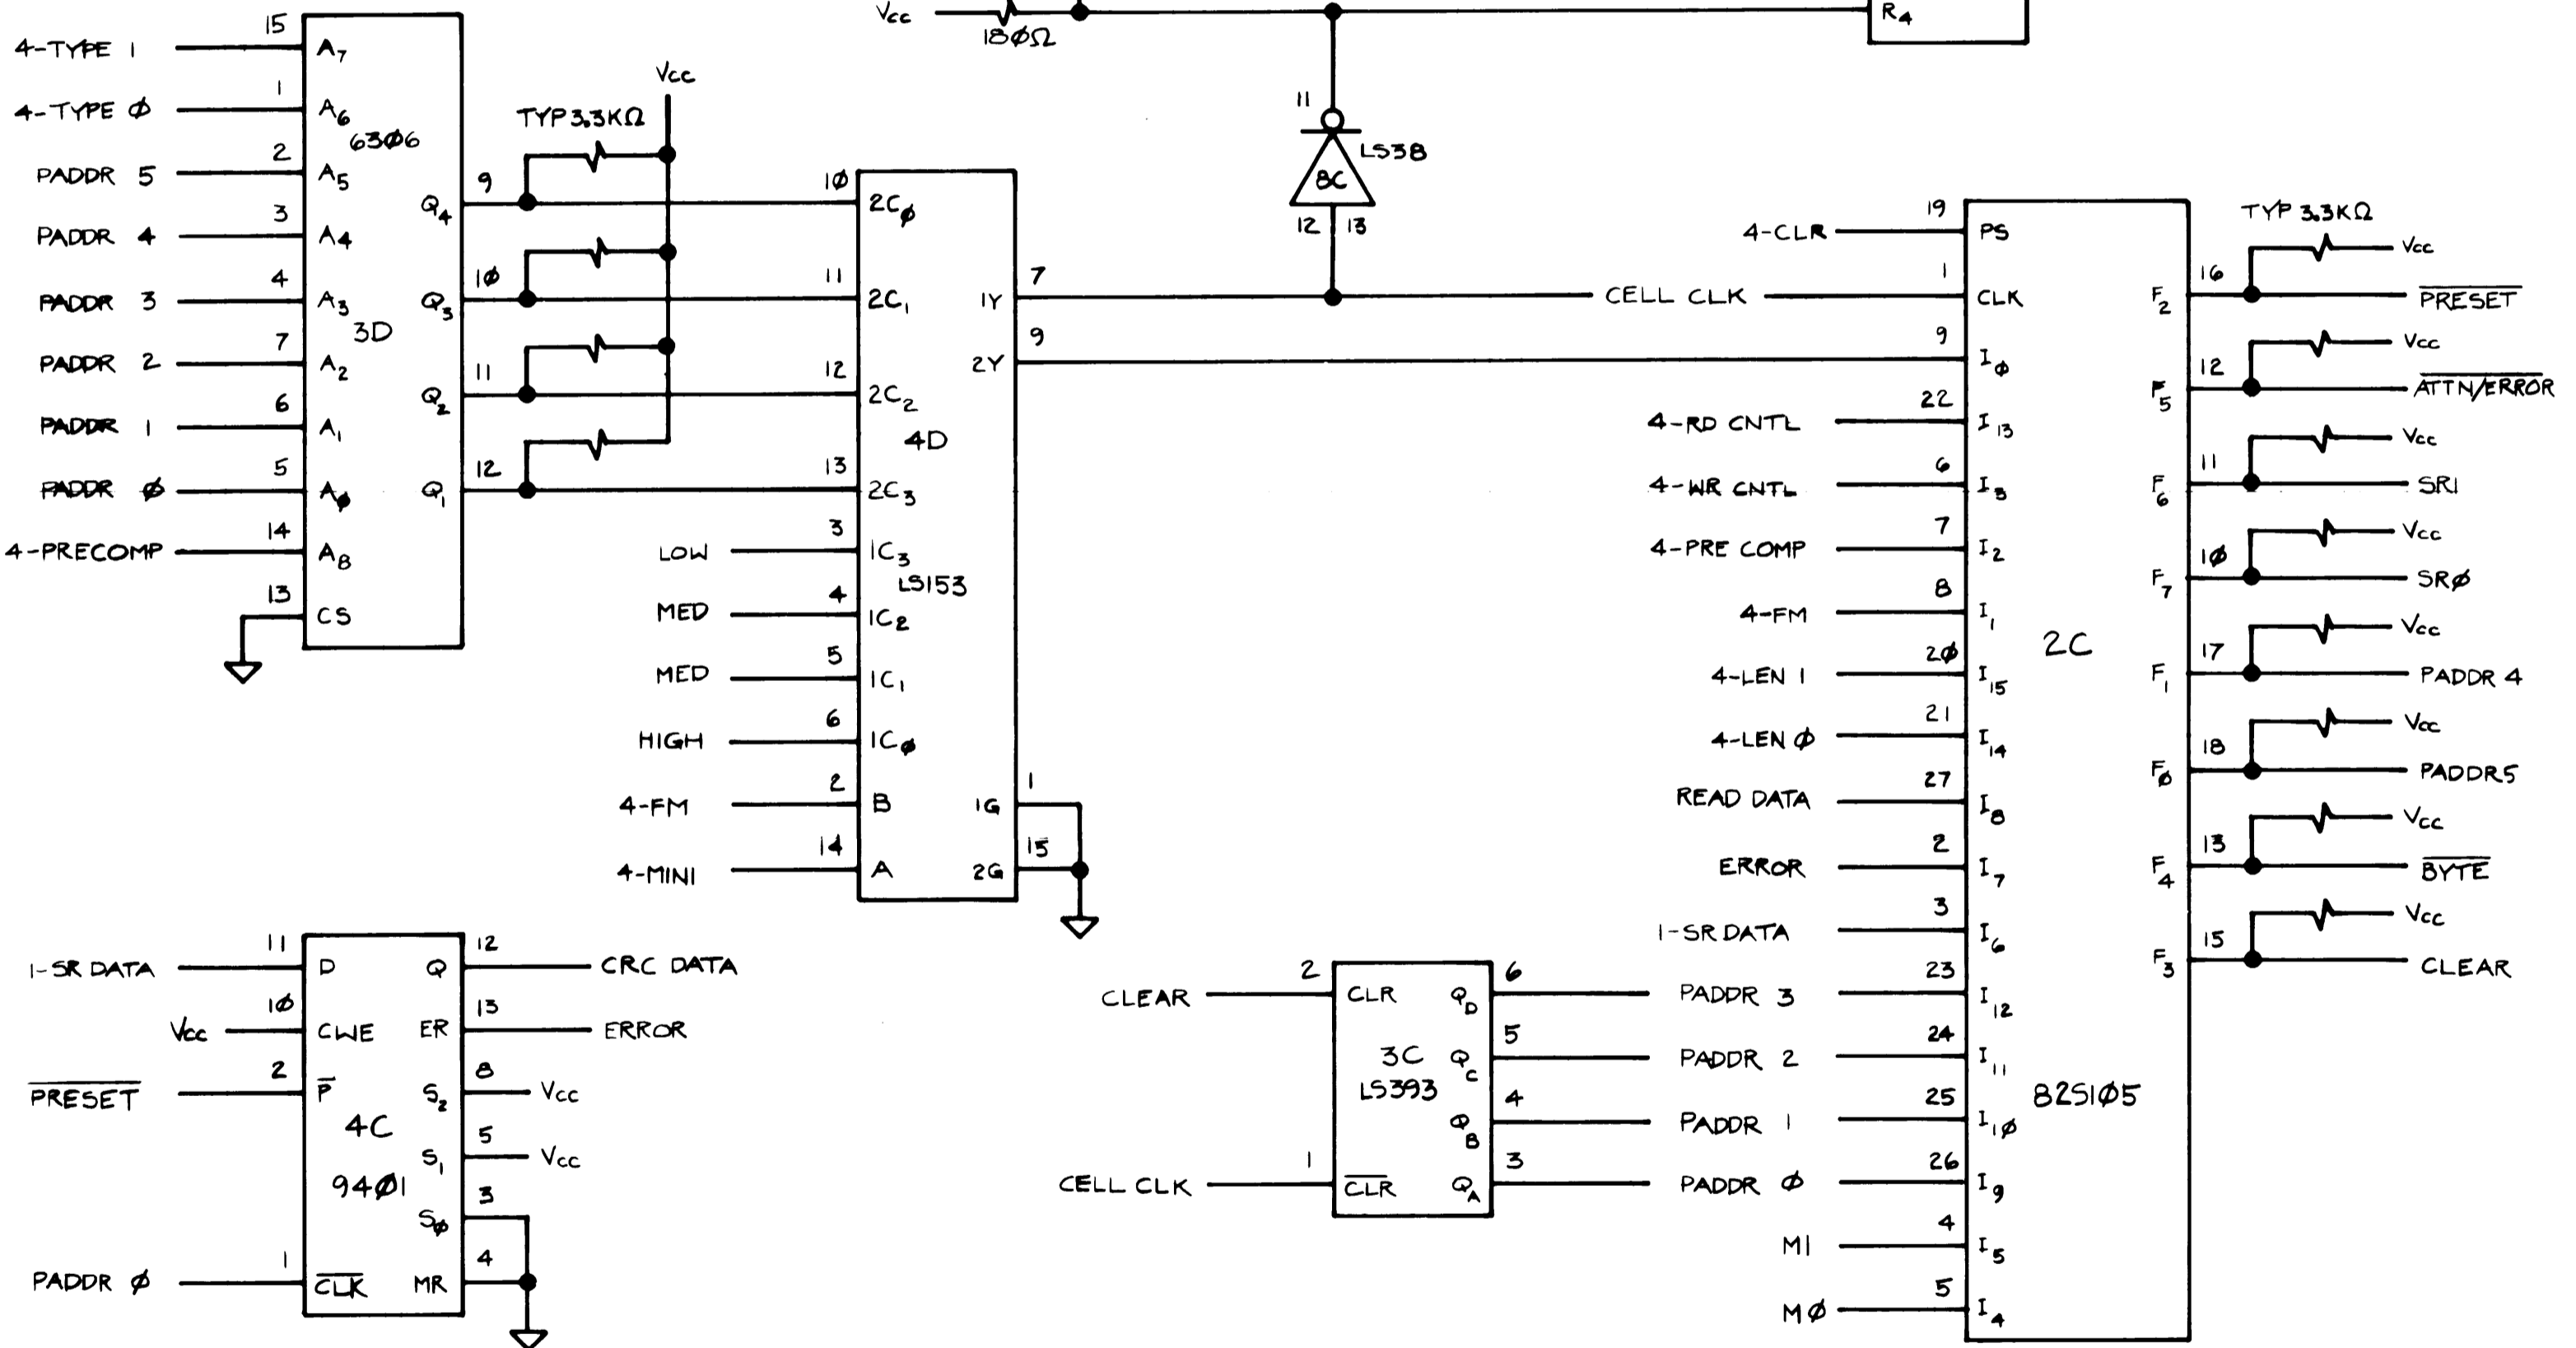 Vcc
180Ω
R4
4-TYPE 1 15 A7
4-TYPE Ø 1 A6
63Ø6
PADDR 5 2 A5
PADDR 4 3 A4
PADDR 3 4 A3
3D
PADDR 2 7 A2
PADDR 1 6 A1
PADDR Ø 5 AØ
4-PRECOMP 14 A8
13 CS
Q4 9
Q3 1Ø
Q2 11
Q1 12
TYP 3.3KΩ
Vcc
1Ø 2CØ
11 2C1
12 2C2
4D
13 2C3
LOW 3 1C3
LS153
MED 4 1C2
MED 5 1C1
HIGH 6 1CØ
4-FM 2 B
4-MINI 14 A
1Y 7
2Y 9
1G 1
2G 15
11
LS38
8C
12 13
CELL CLK
4-CLR 19 PS
1 CLK
9 IØ
4-RD CNTL 22 I13
4-WR CNTL 6 I3
4-PRE COMP 7 I2
4-FM 8 I1
2C
4-LEN 1 2Ø I15
4-LEN Ø 21 I14
READ DATA 27 I8
ERROR 2 I7
1-SR DATA 3 I6
PADDR 3 23 I12
PADDR 2 24 I11
82S1Ø5
PADDR 1 25 I1Ø
PADDR Ø 26 I9
M1 4 I5
MØ 5 I4
TYP 3.3KΩ
Vcc
F2 16 PRESET
Vcc
F5 12 ATTN/ERROR
Vcc
F6 11 SR1
Vcc
F7 1Ø SRØ
Vcc
F1 17 PADDR 4
Vcc
FØ 18 PADDR5
Vcc
F4 13 BYTE
Vcc
F3 15 CLEAR
1-SR DATA 11 D Q 12 CRC DATA
Vcc 1Ø CWE ER 13 ERROR
PRESET 2 P S2 8 Vcc
4C
S1 5 Vcc
94Ø1
SØ 3
PADDR Ø 1 CLK MR 4
CLEAR 2 CLR QD 6
3C QC 5
LS393
QB 4
CELL CLK 1 CLR QA 3